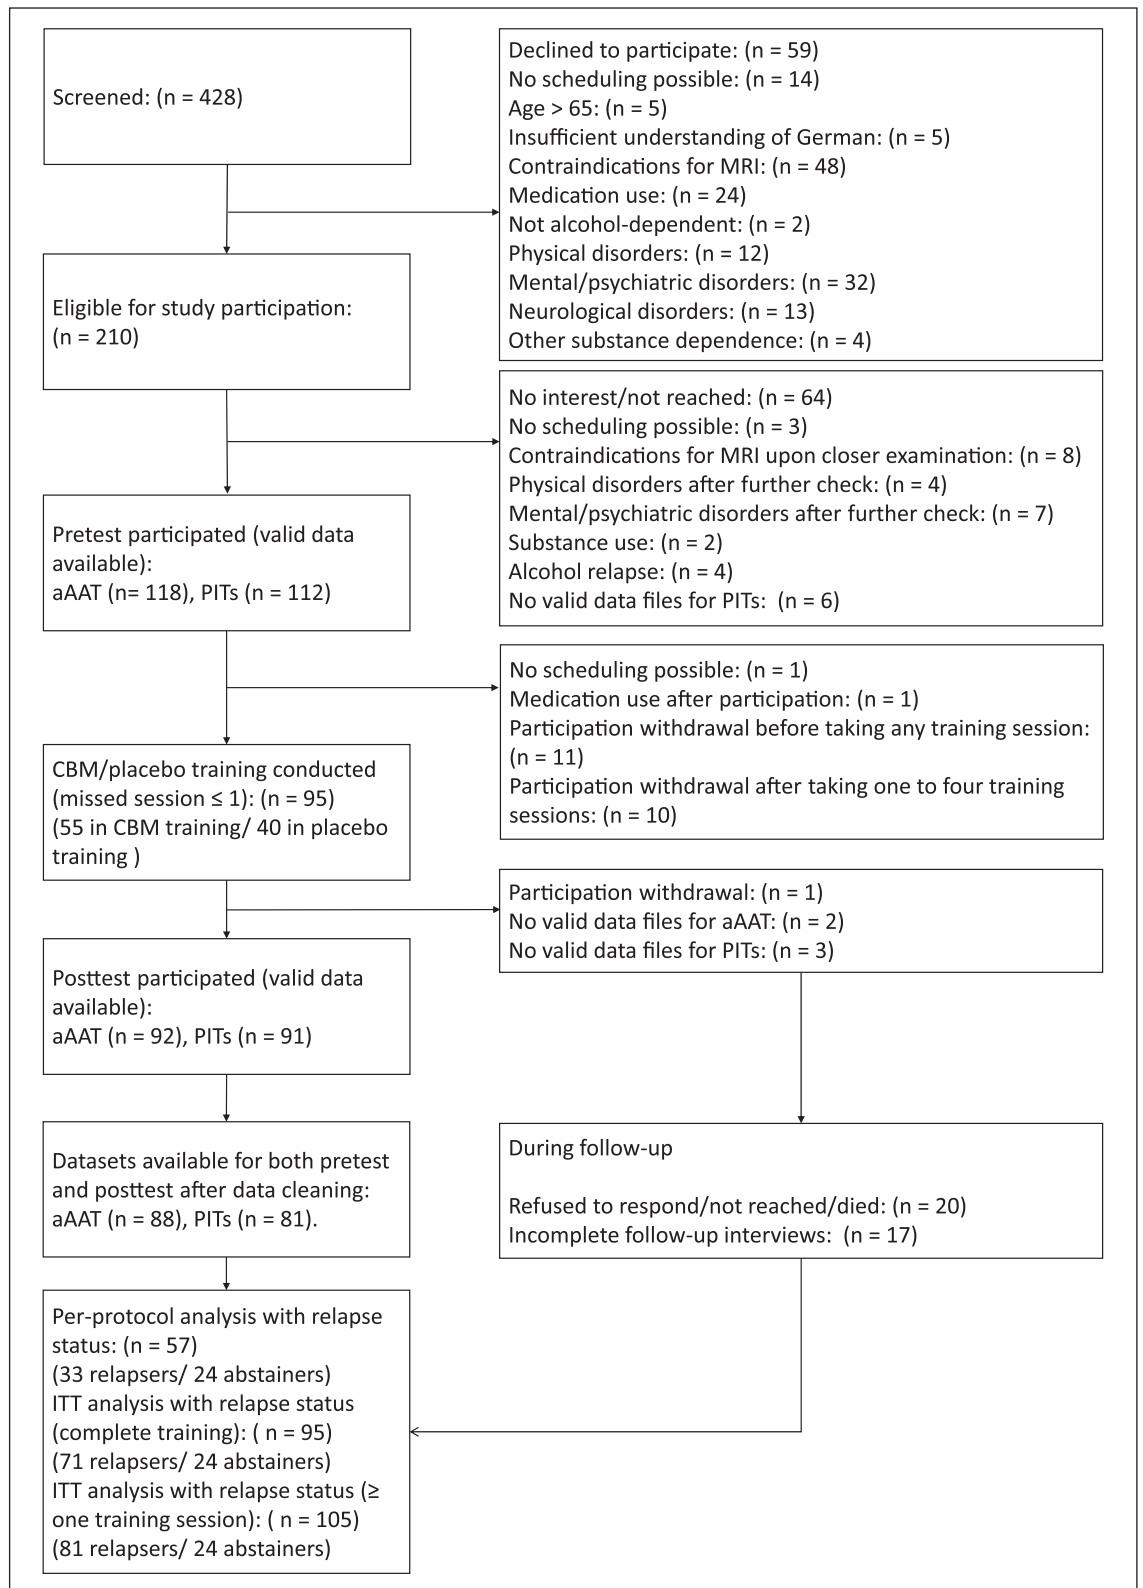 Screened: (n = 428)
Declined to participate: (n = 59)
No scheduling possible: (n = 14)
Age > 65: (n = 5)
Insufficient understanding of German: (n = 5)
Contraindications for MRI: (n = 48)
Medication use: (n = 24)
Not alcohol-dependent: (n = 2)
Physical disorders: (n = 12)
Mental/psychiatric disorders: (n = 32)
Neurological disorders: (n = 13)
Other substance dependence: (n = 4)
Eligible for study participation:
(n = 210)
No interest/not reached: (n = 64)
No scheduling possible: (n = 3)
Contraindications for MRI upon closer examination: (n = 8)
Physical disorders after further check: (n = 4)
Mental/psychiatric disorders after further check: (n = 7)
Substance use: (n = 2)
Alcohol relapse: (n = 4)
No valid data files for PITs:  (n = 6)
Pretest participated (valid data
available):
aAAT (n= 118), PITs (n = 112)
No scheduling possible: (n = 1)
Medication use after participation: (n = 1)
Participation withdrawal before taking any training session:
(n = 11)
Participation withdrawal after taking one to four training
sessions: (n = 10)
CBM/placebo training conducted
(missed session ≤ 1): (n = 95)
(55 in CBM training/ 40 in placebo
training )
Participation withdrawal: (n = 1)
No valid data files for aAAT: (n = 2)
No valid data files for PITs: (n = 3)
Posttest participated (valid data
available):
aAAT (n = 92), PITs (n = 91)
Datasets available for both pretest
and posttest after data cleaning:
aAAT (n = 88), PITs (n = 81).
During follow-up
Refused to respond/not reached/died: (n = 20)
Incomplete follow-up interviews:  (n = 17)
Per-protocol analysis with relapse
status: (n = 57)
(33 relapsers/ 24 abstainers)
ITT analysis with relapse status
(complete training): ( n = 95)
(71 relapsers/ 24 abstainers)
ITT analysis with relapse status (≥
one training session): ( n = 105)
(81 relapsers/ 24 abstainers)